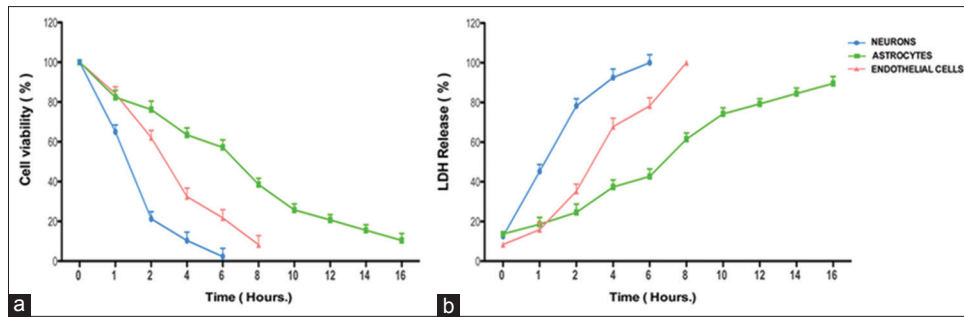 120
100
80
60
40
20
0
Cell viability ( % )
0 1 2 4 6 8 10 12 14 16
Time ( Hours.)
a
120
100
80
60
40
20
0
LDH Release ( % )
0 1 2 4 6 8 10 12 14 16
Time ( Hours.)
b
NEURONS
ASTROCYTES
ENDOTHELIAL CELLS